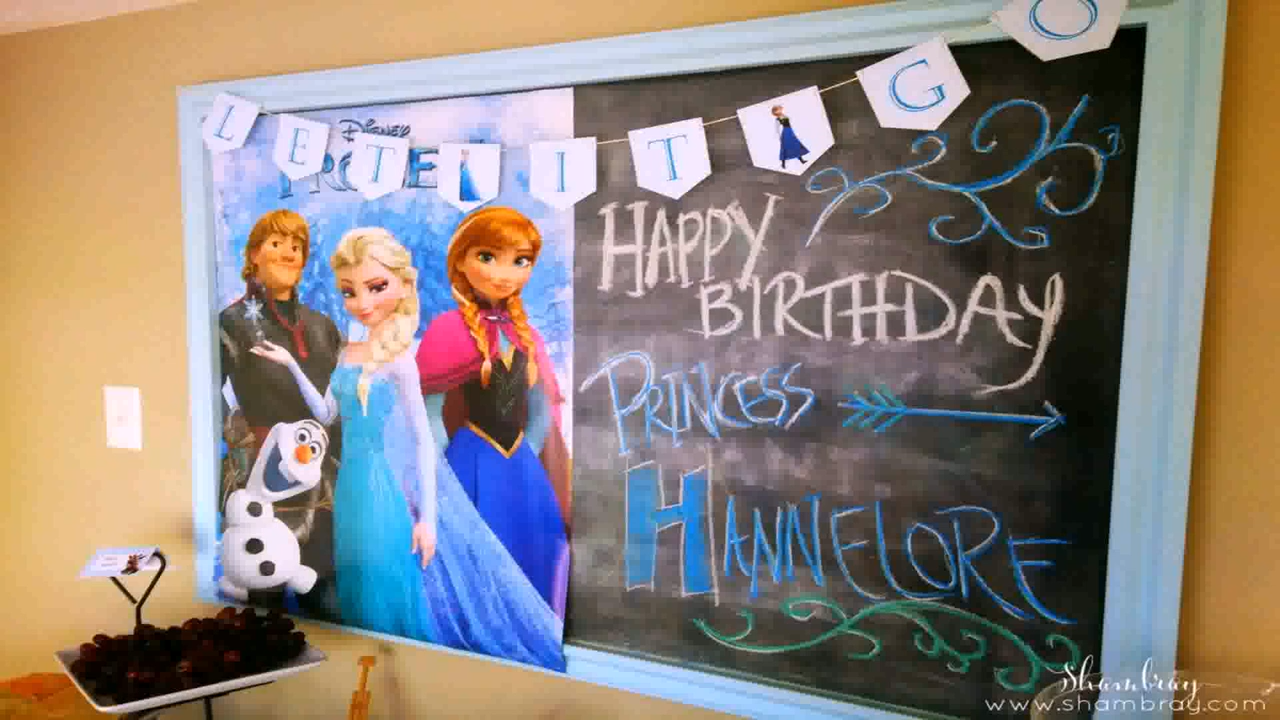 LET IT GO
DISNEY
FROZEN
HAPPY
BIRTHDAY
PRINCESS
HANNELORE
Shambray
www.shambray.com